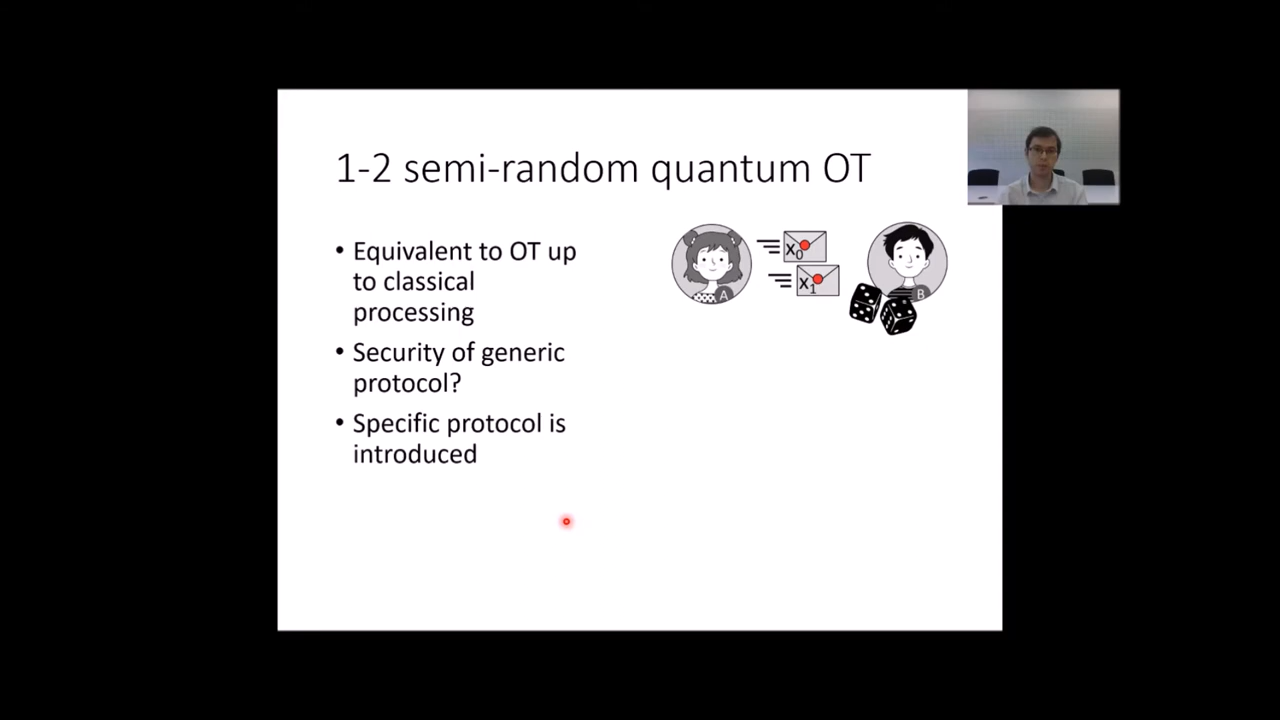 1-2 semi-random quantum OT
• Equivalent to OT up
to classical
processing
• Security of generic
protocol?
• Specific protocol is
introduced
x0
x1
A
B